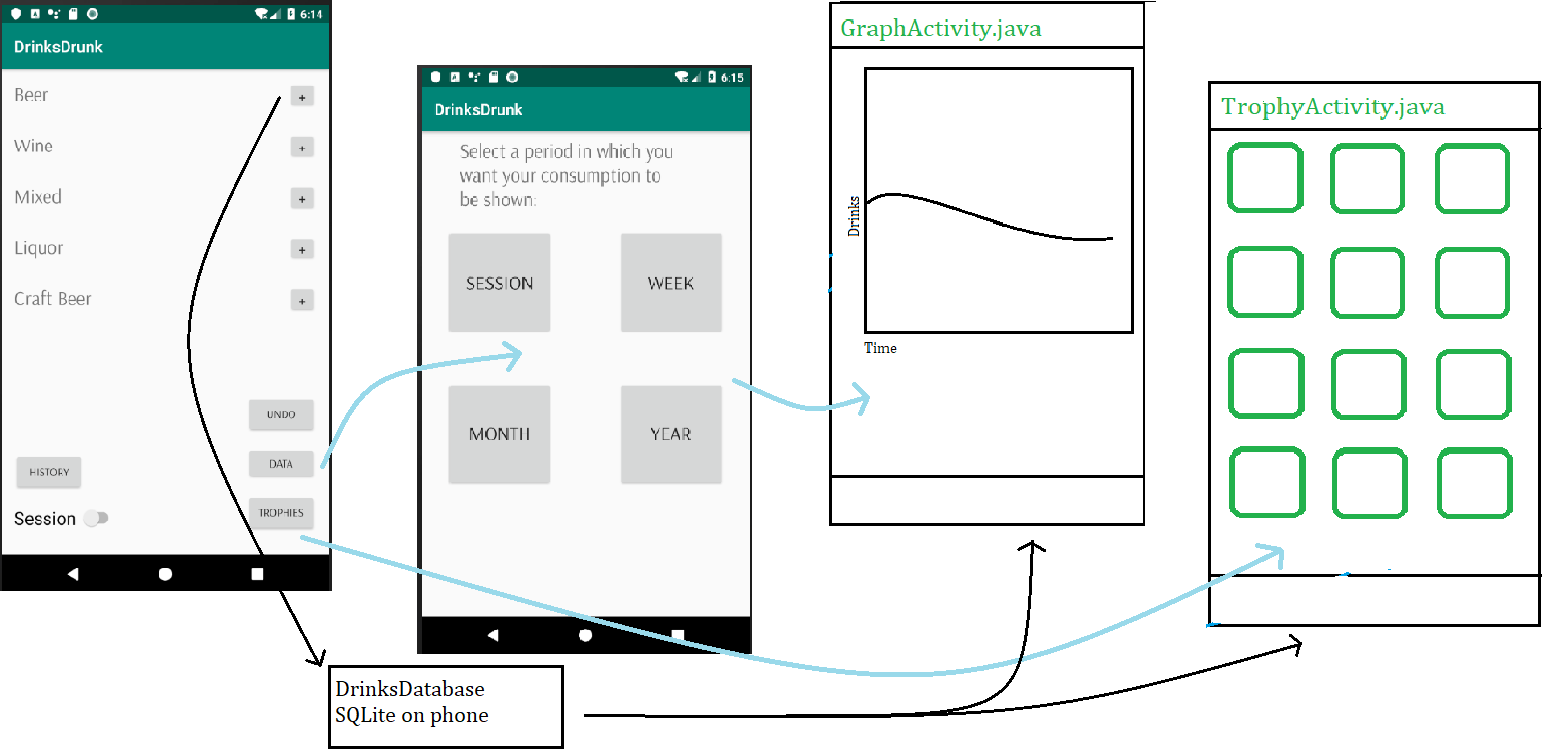 6:14
DrinksDrunk
Beer
+
Wine
+
Mixed
+
Liquor
+
Craft Beer
+
UNDO
HISTORY
DATA
Session
TROPHIES
6:15
DrinksDrunk
Select a period in which you
want your consumption to
be shown:
SESSION
WEEK
MONTH
YEAR
GraphActivity.java
Drinks
Time
TrophyActivity.java
DrinksDatabase
SQLite on phone